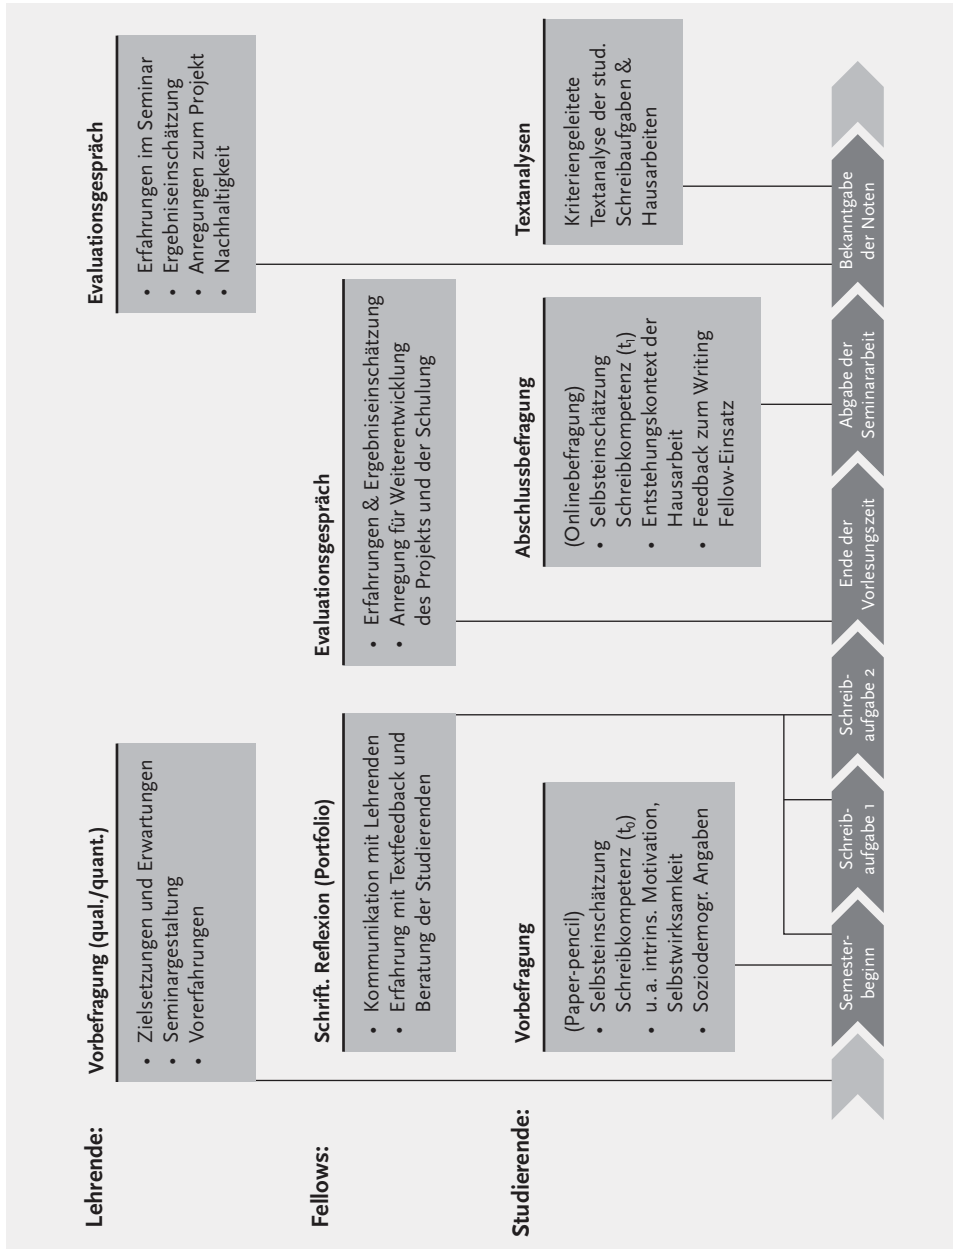 Lehrende:
Vorbefragung (qual./quant.)
• Zielsetzungen und Erwartungen
• Seminargestaltung
• Vorerfahrungen
Evaluationsgespräch
• Erfahrungen im Seminar
• Ergebniseinschätzung
• Anregungen zum Projekt
• Nachhaltigkeit
Fellows:
Schrift. Reflexion (Portfolio)
• Kommunikation mit Lehrenden
• Erfahrung mit Textfeedback und
Beratung der Studierenden
Evaluationsgespräch
• Erfahrungen & Ergebniseinschätzung
• Anregung für Weiterentwicklung
des Projekts und der Schulung
Studierende:
Vorbefragung
(Paper-pencil)
• Selbsteinschätzung
Schreibkompetenz (t₀)
• u. a. intrins. Motivation,
Selbstwirksamkeit
• Soziodemogr. Angaben
Abschlussbefragung
(Onlinebefragung)
• Selbsteinschätzung
Schreibkompetenz (t₁)
• Entstehungskontext der
Hausarbeit
• Feedback zum Writing
Fellow-Einsatz
Textanalysen
Kriteriengeleitete
Textanalyse der stud.
Schreibaufgaben &
Hausarbeiten
Semester-
beginn
Schreib-
aufgabe 1
Schreib-
aufgabe 2
Ende der
Vorlesungszeit
Abgabe der
Seminararbeit
Bekanntgabe
der Noten